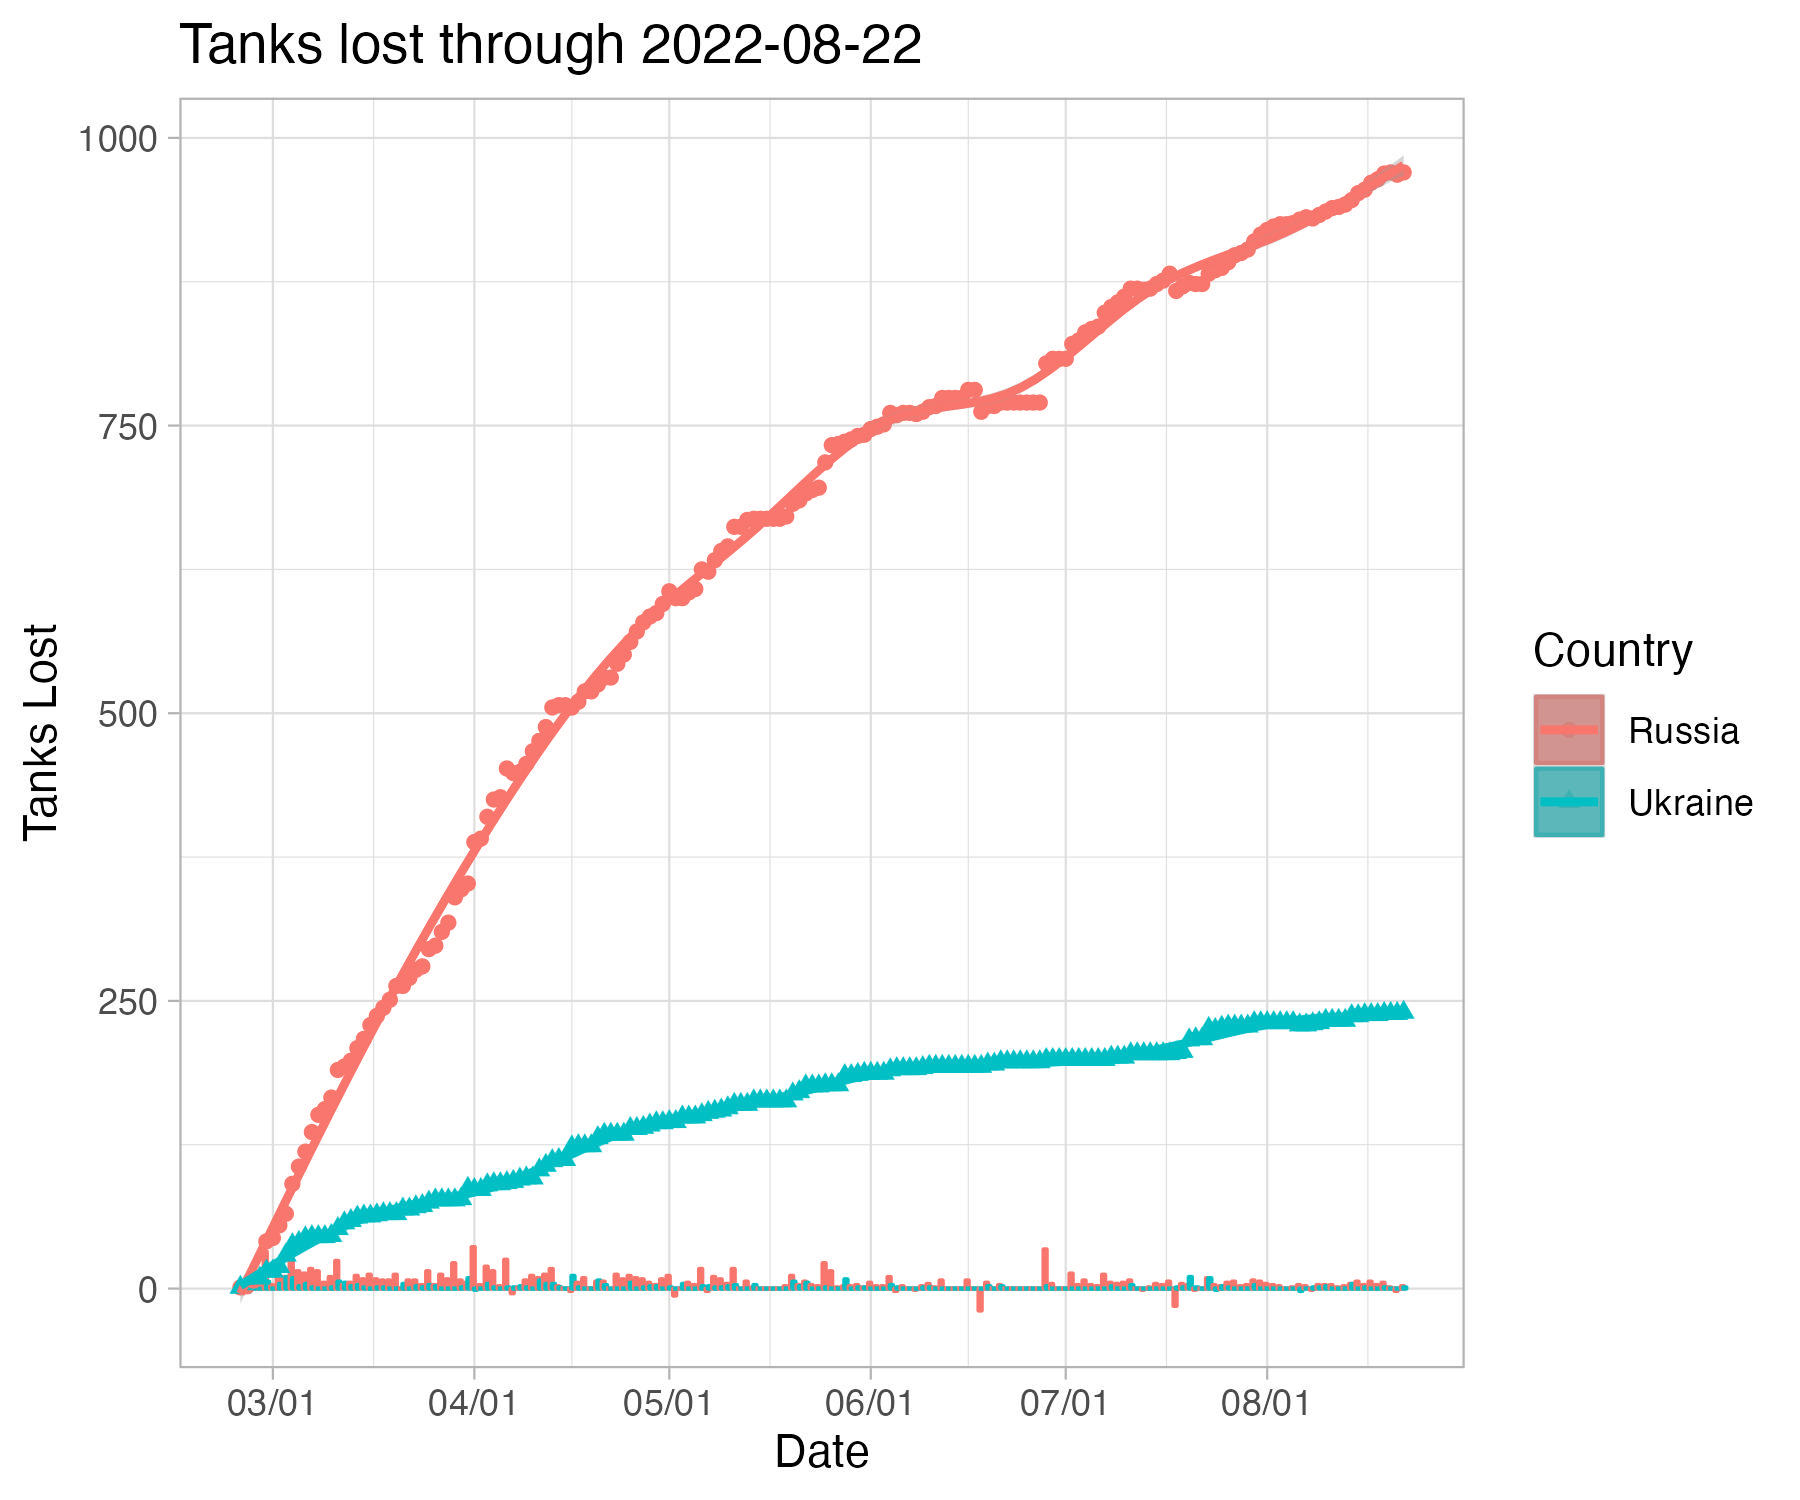 Tanks lost through 2022-08-22
1000
750
500
250
0
Tanks Lost
03/01
04/01
05/01
06/01
07/01
08/01
Date
Country
Russia
Ukraine